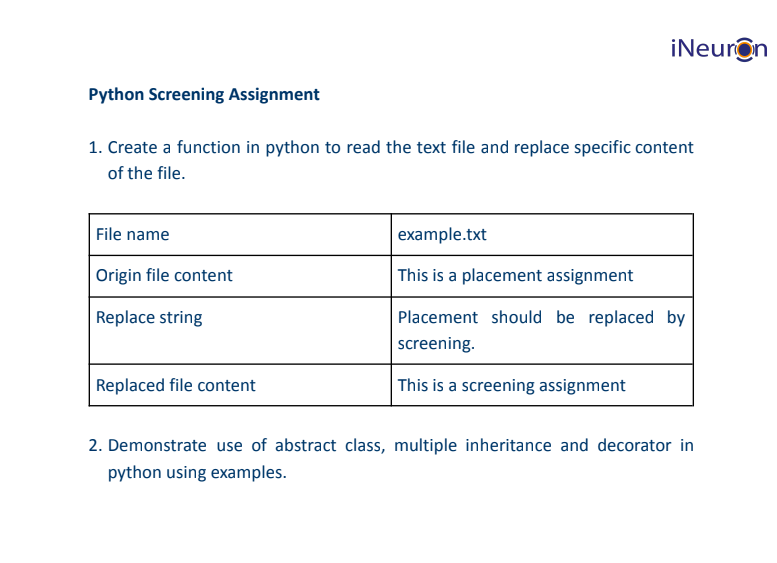 iNeuron
Python Screening Assignment
1. Create a function in python to read the text file and replace specific content
of the file.
File name
example.txt
Origin file content
This is a placement assignment
Replace string
Placement should be replaced by
screening.
Replaced file content
This is a screening assignment
2. Demonstrate use of abstract class, multiple inheritance and decorator in
python using examples.